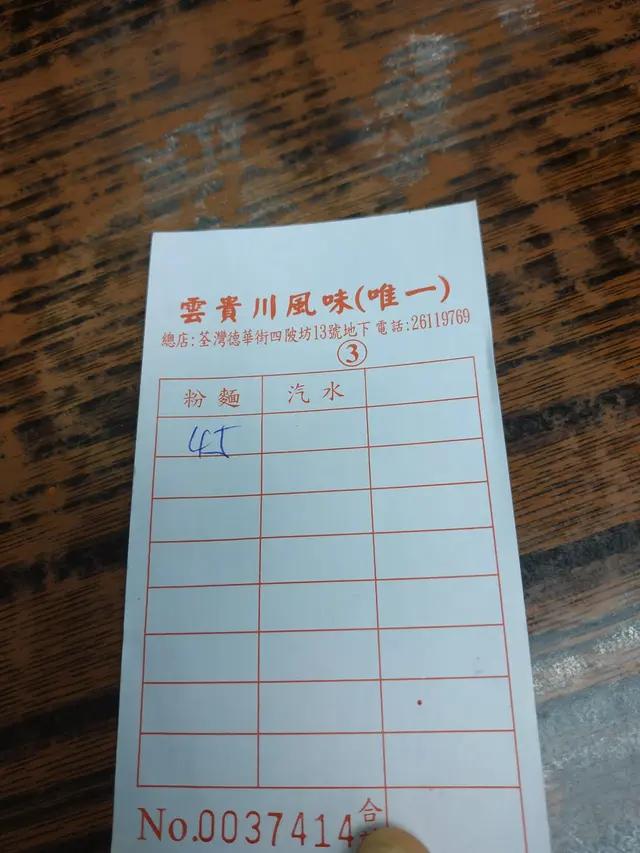 雲貴川風味(唯一)
總店:荃灣德華街四陂坊13號地下 電話:26119769
3
粉麵 汽水
45
No.0037414 合